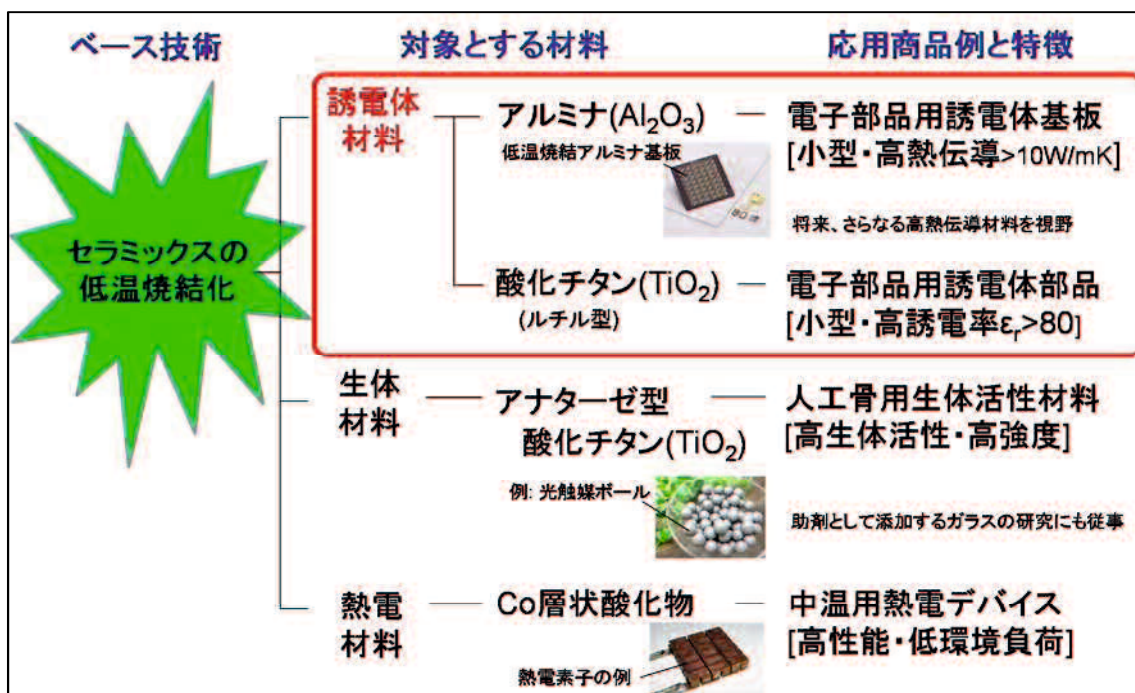 ベース技術
対象とする材料
応用商品例と特徴
セラミックスの
低温焼結化
誘電体
材料
アルミナ(Al₂O₃)
低温焼結アルミナ基板
電子部品用誘電体基板
[小型・高熱伝導>10W/mK]
将来、さらなる高熱伝導材料を視野
酸化チタン(TiO₂)
(ルチル型)
電子部品用誘電体部品
[小型・高誘電率εr>80]
生体
材料
アナターゼ型
酸化チタン(TiO₂)
例: 光触媒ボール
人工骨用生体活性材料
[高生体活性・高強度]
助剤として添加するガラスの研究にも従事
熱電
材料
Co層状酸化物
熱電素子の例
中温用熱電デバイス
[高性能・低環境負荷]